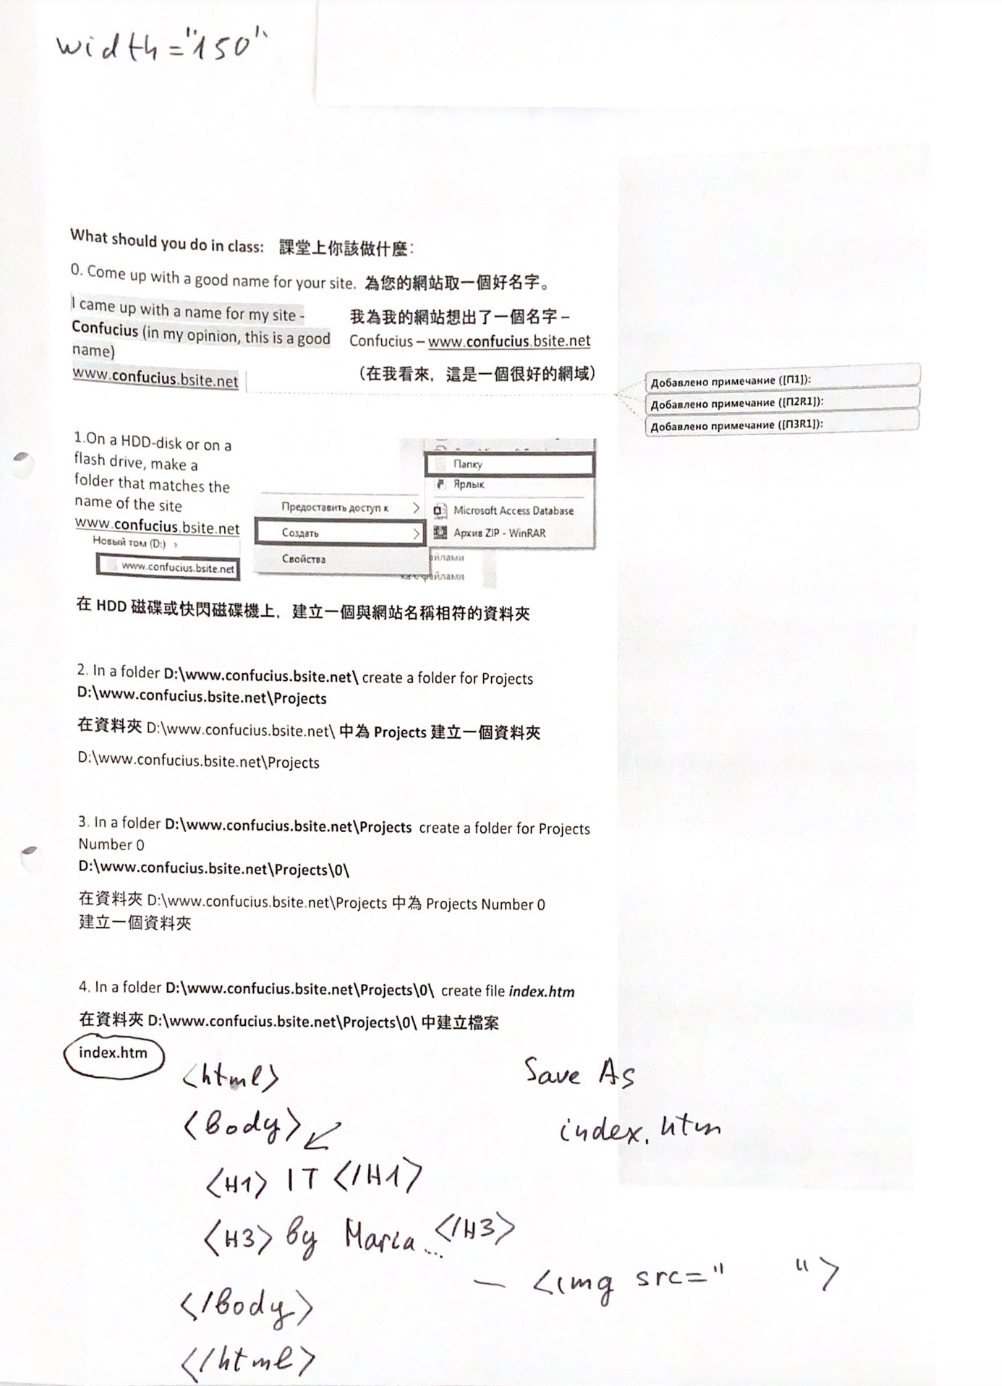 width="150"
What should you do in class: 課堂上你該做什麼:
0. Come up with a good name for your site. 為您的網站取一個好名字。
I came up with a name for my site -
Confucius (in my opinion, this is a good
name)
www.confucius.bsite.net
我為我的網站想出了一個名字 –
Confucius – www.confucius.bsite.net
（在我看來，這是一個很好的網域）
Добавлено примечание ([П1]):
Добавлено примечание ([П2R1]):
Добавлено примечание ([П3R1]):
1.On a HDD-disk or on a
flash drive, make a
folder that matches the
name of the site
www.confucius.bsite.net
Новый том (D:) ›
www.confucius.bsite.net
Предоставить доступ к >
Создать >
Свойства
Папку
Ярлык
Microsoft Access Database
Архив ZIP - WinRAR
файлами
在 HDD 磁碟或快閃磁碟機上，建立一個與網站名稱相符的資料夾
2. In a folder D:\www.confucius.bsite.net\ create a folder for Projects
D:\www.confucius.bsite.net\Projects
在資料夾 D:\www.confucius.bsite.net\ 中為 Projects 建立一個資料夾
D:\www.confucius.bsite.net\Projects
3. In a folder D:\www.confucius.bsite.net\Projects create a folder for Projects
Number 0
D:\www.confucius.bsite.net\Projects\0\
在資料夾 D:\www.confucius.bsite.net\Projects 中為 Projects Number 0
建立一個資料夾
4. In a folder D:\www.confucius.bsite.net\Projects\0\ create file index.htm
在資料夾 D:\www.confucius.bsite.net\Projects\0\ 中建立檔案
index.htm
<html>
<Body>
<H1> IT </H1>
<H3> by Maria... </H3>
</Body>
</html>
Save As
index.htm
— <img src=" ">